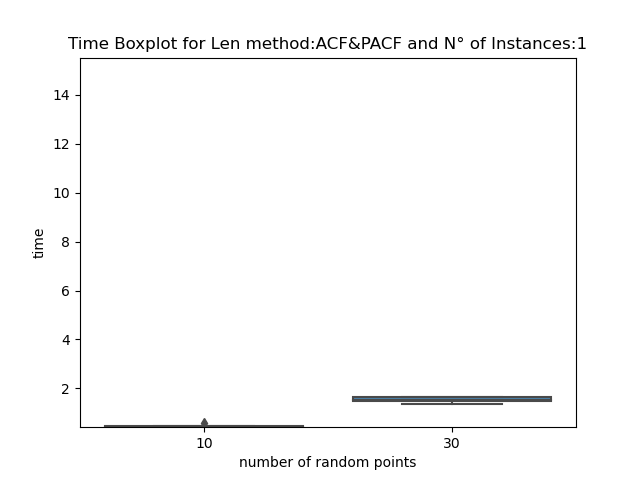 Time Boxplot for Len method:ACF&PACF and N° of Instances:1
14
12
10
8
6
4
2
time
10 30
number of random points